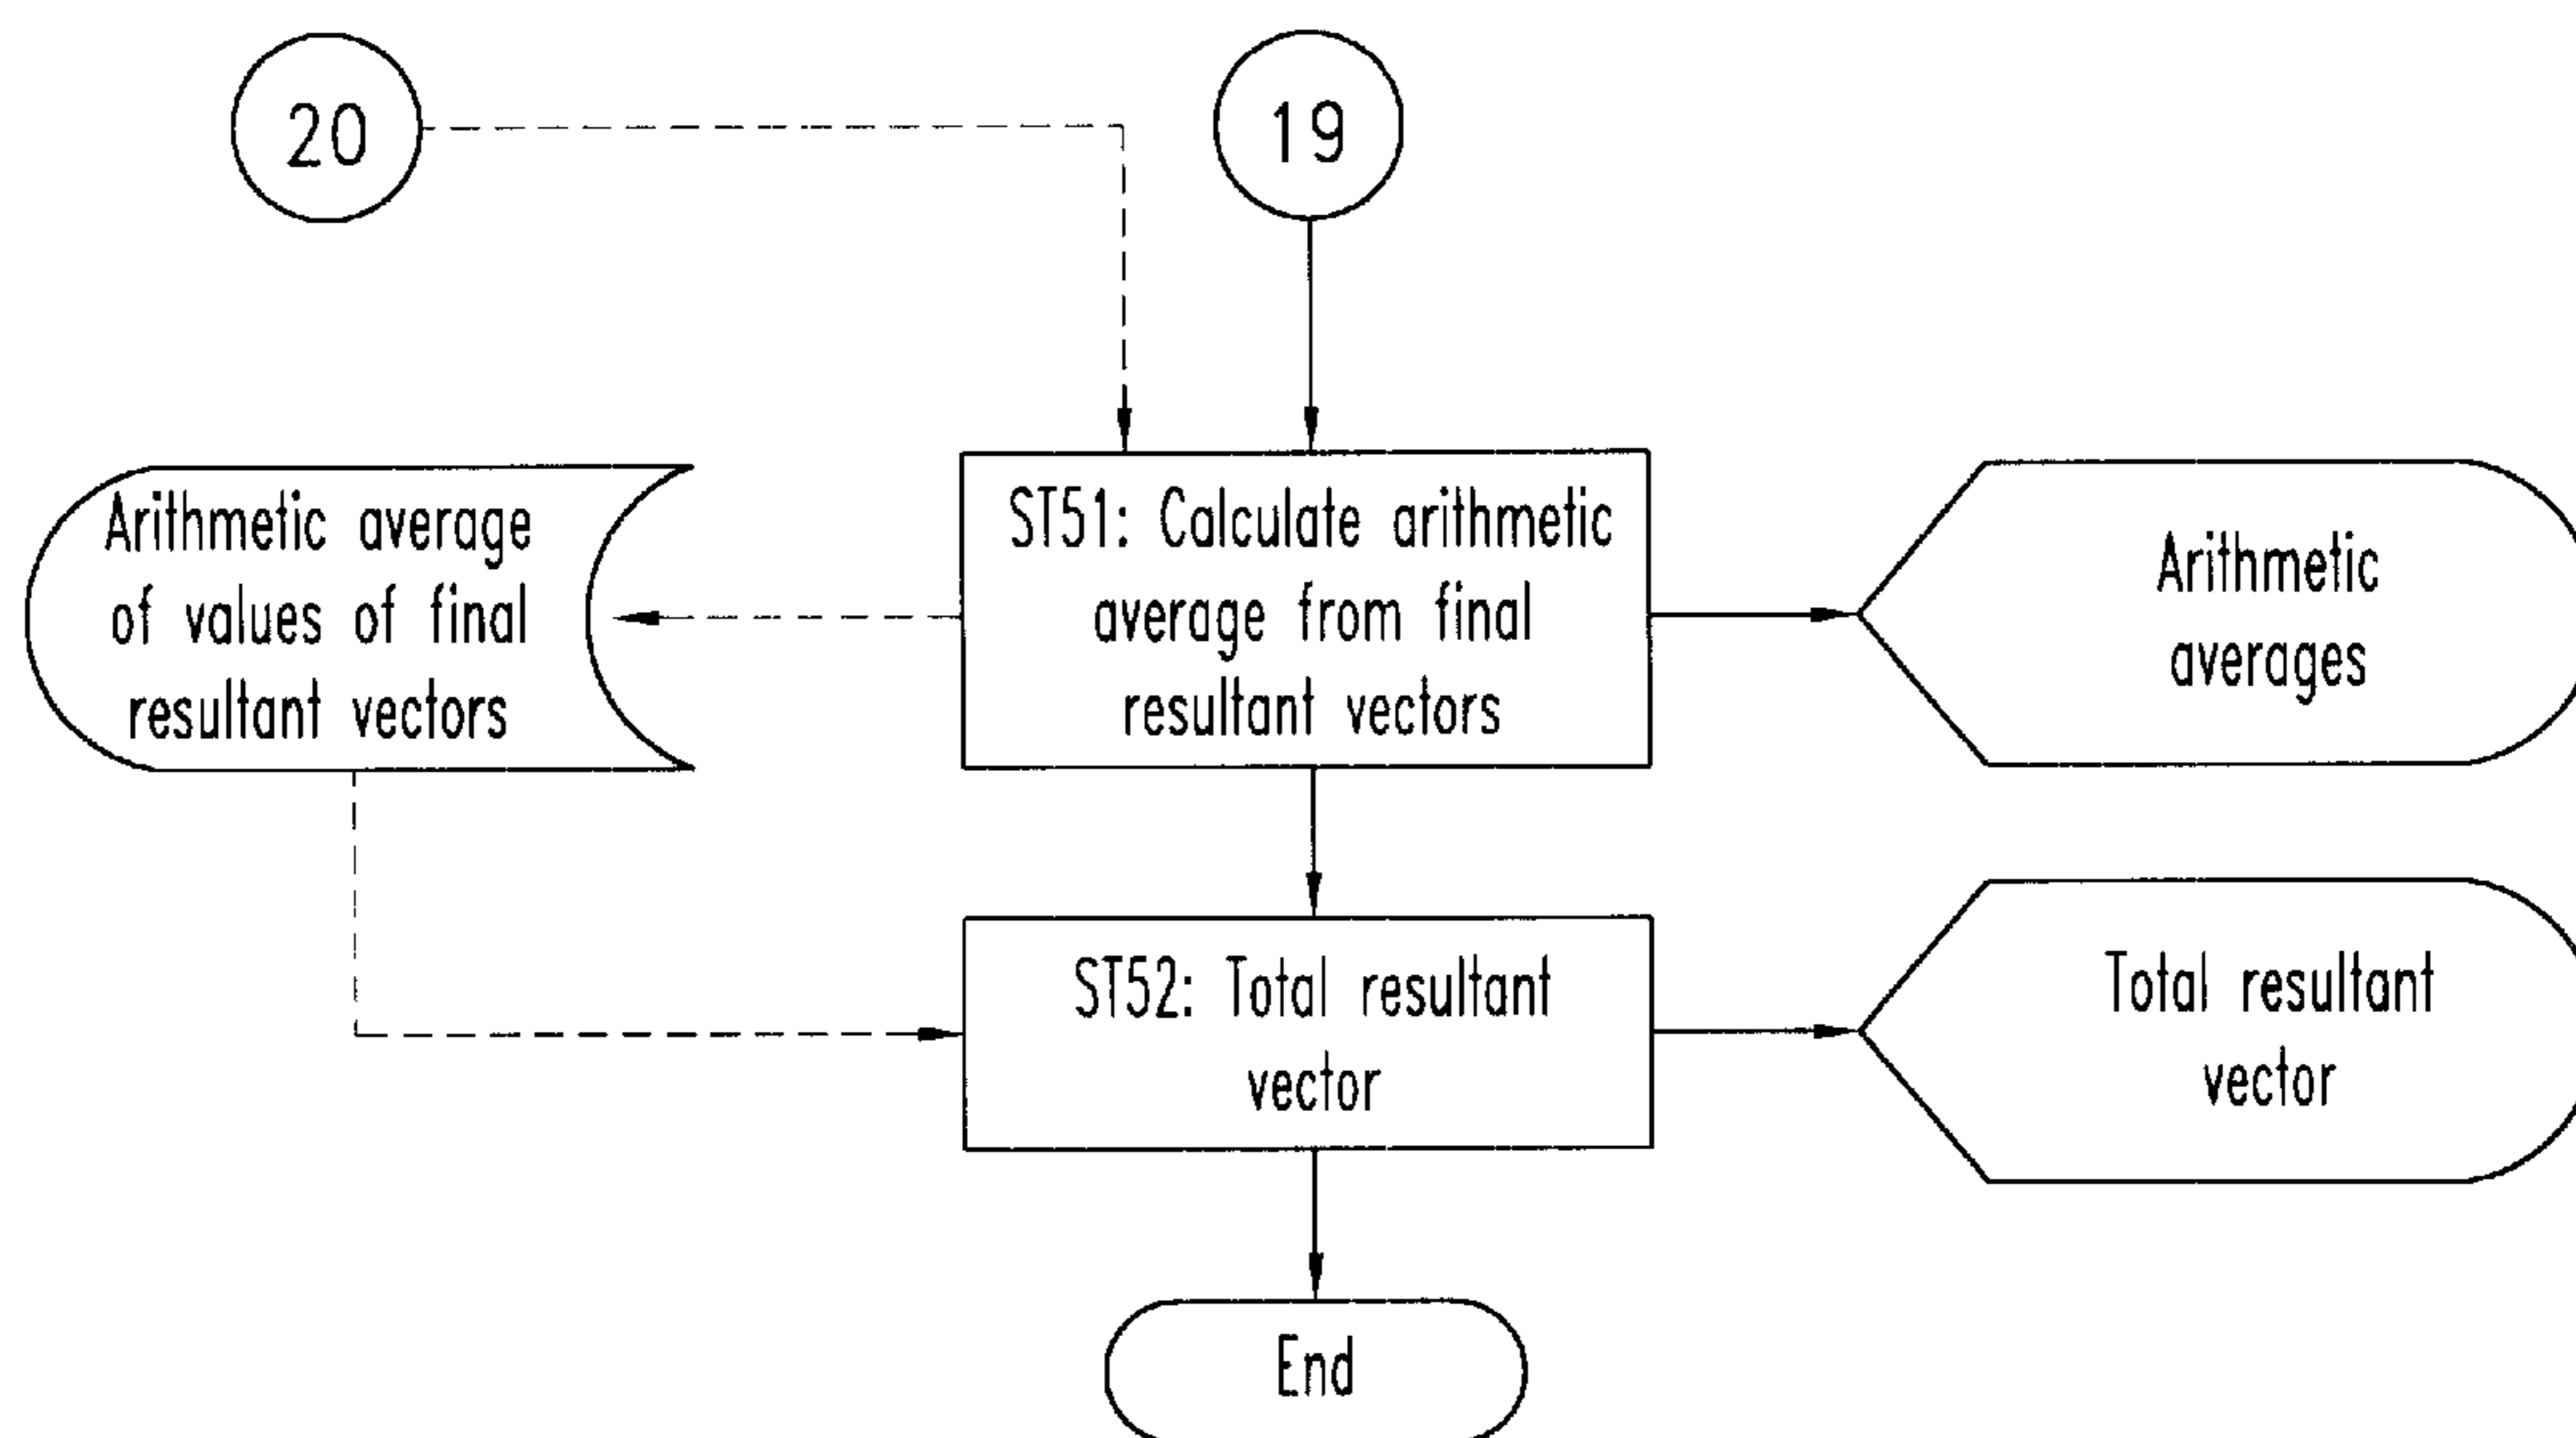 20
19
Arithmetic average
of values of final
resultant vectors
ST51: Calculate arithmetic
average from final
resultant vectors
Arithmetic
averages
ST52: Total resultant
vector
Total resultant
vector
End